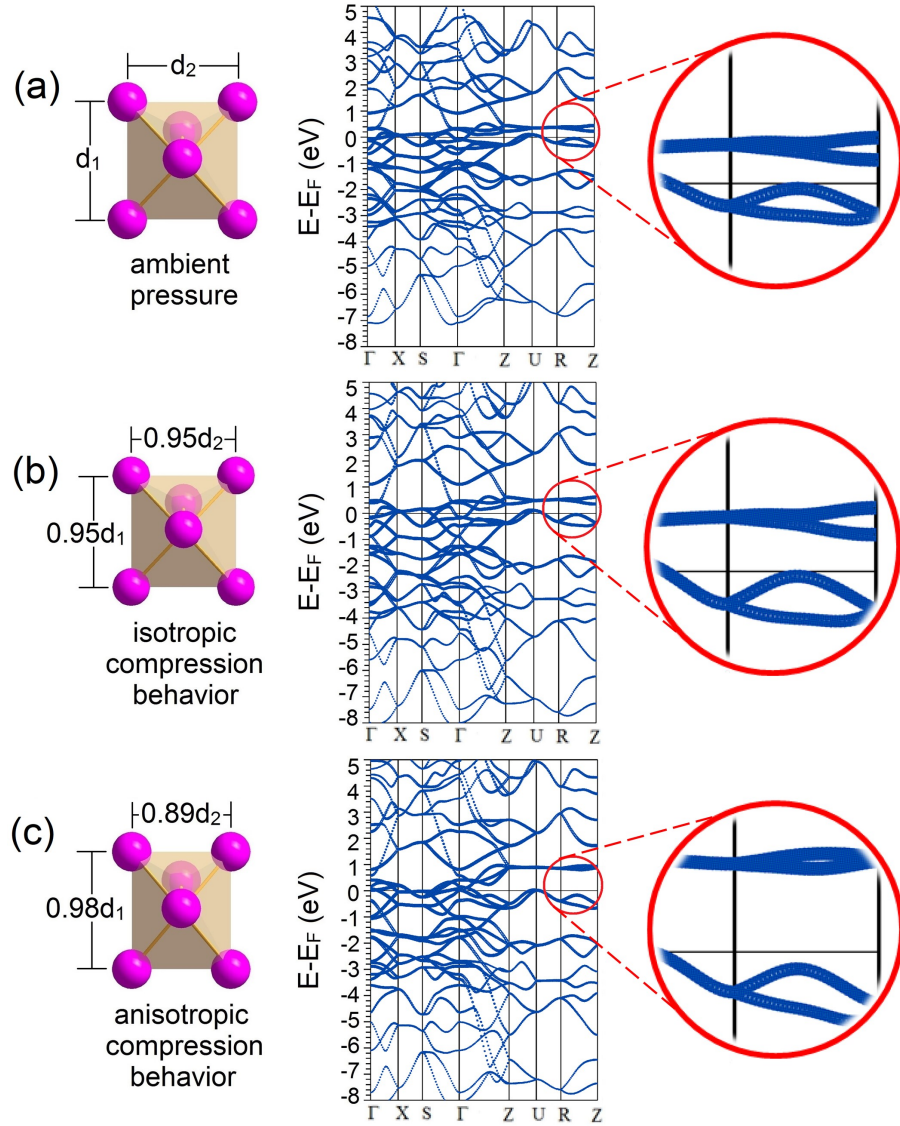 (a)
d₂
d₁
ambient
pressure
E-E_F (eV)
5
4
3
2
1
0
-1
-2
-3
-4
-5
-6
-7
-8
Γ X S Γ Z U R Z
(b)
0.95d₂
0.95d₁
isotropic
compression
behavior
E-E_F (eV)
5
4
3
2
1
0
-1
-2
-3
-4
-5
-6
-7
-8
Γ X S Γ Z U R Z
(c)
0.89d₂
0.98d₁
anisotropic
compression
behavior
E-E_F (eV)
5
4
3
2
1
0
-1
-2
-3
-4
-5
-6
-7
-8
Γ X S Γ Z U R Z